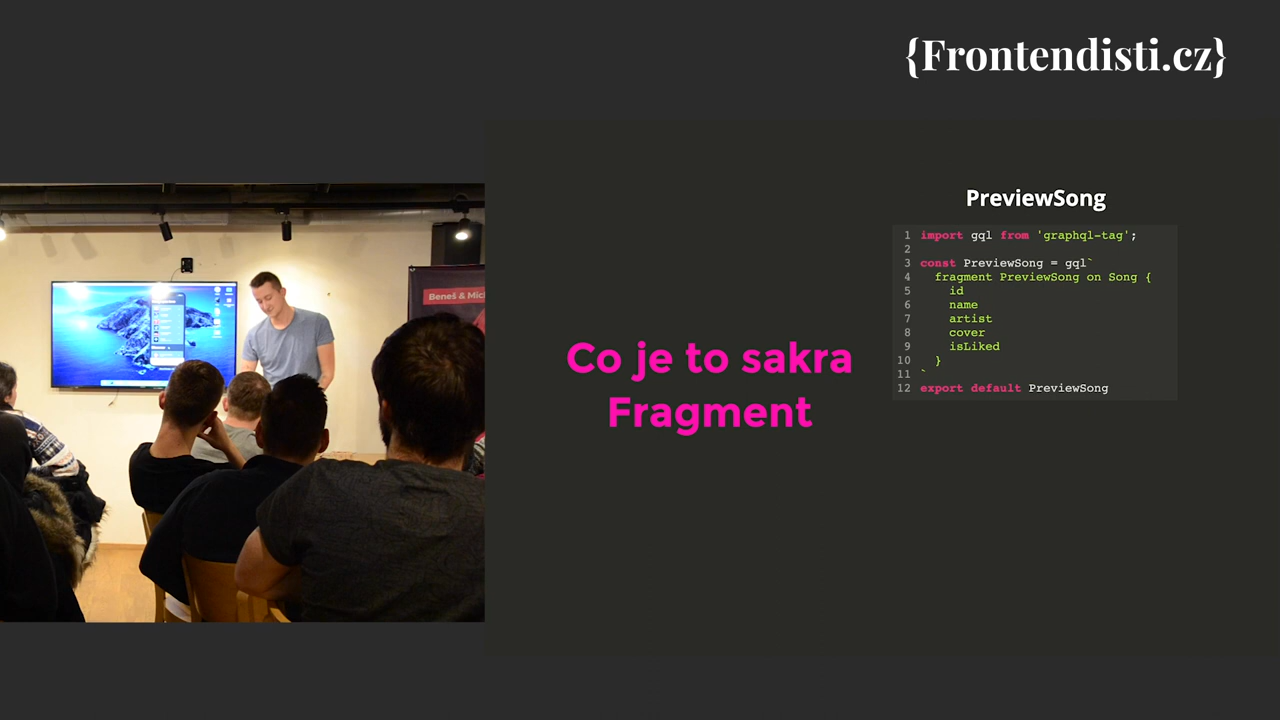 {Frontendisti.cz}
Beneš & Mich
Co je to sakra
Fragment
PreviewSong
1 import gql from 'graphql-tag';
2
3 const PreviewSong = gql`
4 fragment PreviewSong on Song {
5 id
6 name
7 artist
8 cover
9 isLiked
10 }
11 `
12 export default PreviewSong